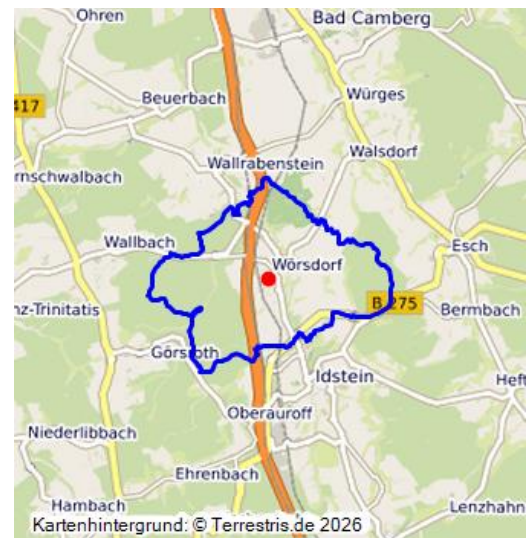 Ohren
Bad Camberg
417
Beuerbach
Würges
Wallrabenstein
Walsdorf
rnschwalbach
Wallbach
Esch
Wörsdorf
B 275
nz-Trinitatis
Bermbach
Görsroth
Idstein
Heft
Oberauroff
Niederlibbach
Ehrenbach
Hambach
Lenzhahn
Kartenhintergrund: © Terrestris.de 2026